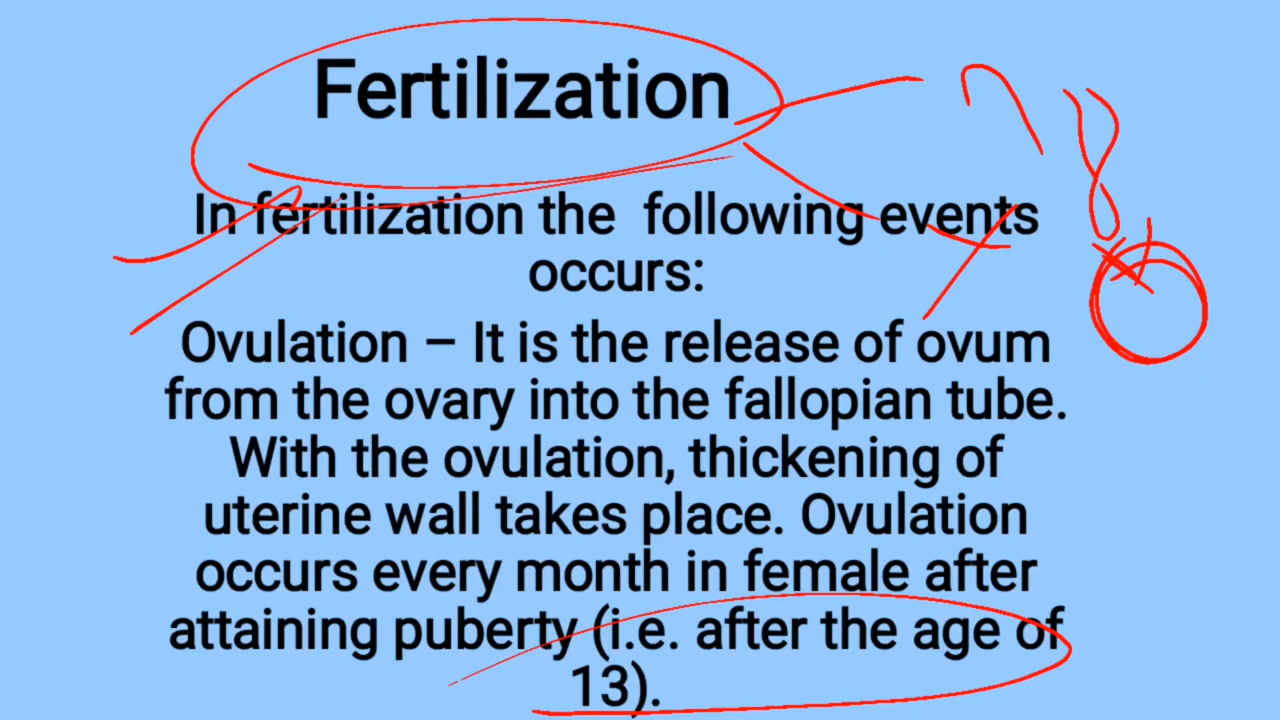 Fertilization
In fertilization the following events
occurs:
Ovulation – It is the release of ovum
from the ovary into the fallopian tube.
With the ovulation, thickening of
uterine wall takes place. Ovulation
occurs every month in female after
attaining puberty (i.e. after the age of
13).